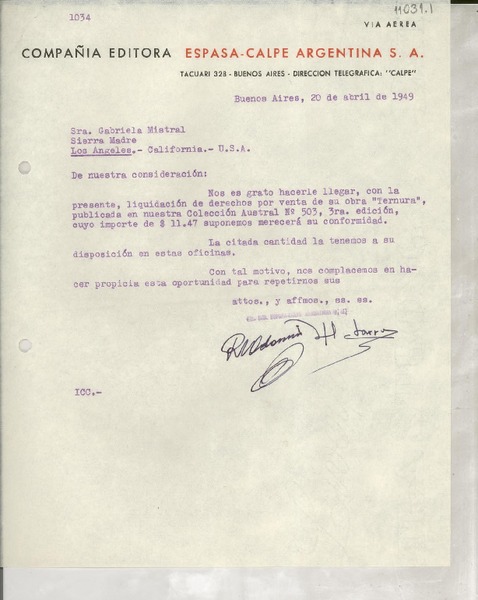 1034
11031.1
VIA AEREA
COMPAÑIA EDITORA ESPASA-CALPE ARGENTINA S. A.
TACUARI 328 - BUENOS AIRES - DIRECCION TELEGRAFICA: "CALPE"
Buenos Aires, 20 de abril de 1949
Sra. Gabriela Mistral
Sierra Madre
Los Angeles.- California.- U.S.A.
De nuestra consideración:
Nos es grato hacerle llegar, con la
presente, liquidación de derechos por venta de su obra "Ternura",
publicada en nuestra Colección Austral Nº 503, 3ra. edición,
cuyo importe de $ 11.47 suponemos merecerá su conformidad.
La citada cantidad la tenemos a su
disposición en estas oficinas.
Con tal motivo, nos complacemos en ha-
cer propicia esta oportunidad para repetirnos sus
attos., y affmos., ss. ss.
ICC.-